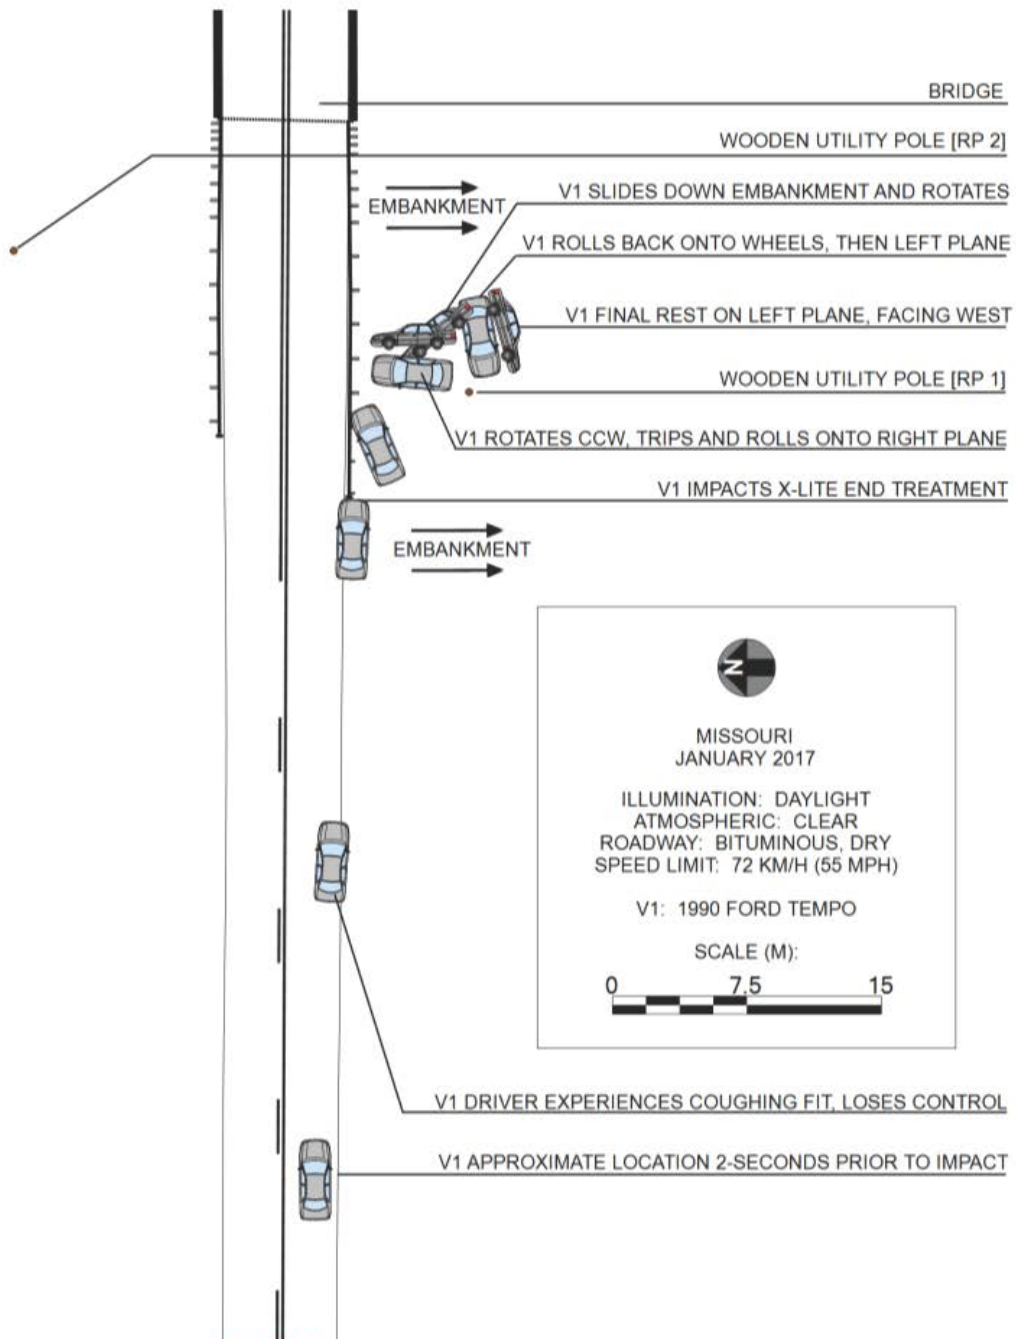 BRIDGE
WOODEN UTILITY POLE [RP 2]
V1 SLIDES DOWN EMBANKMENT AND ROTATES
EMBANKMENT
V1 ROLLS BACK ONTO WHEELS, THEN LEFT PLANE
V1 FINAL REST ON LEFT PLANE, FACING WEST
WOODEN UTILITY POLE [RP 1]
V1 ROTATES CCW, TRIPS AND ROLLS ONTO RIGHT PLANE
V1 IMPACTS X-LITE END TREATMENT
EMBANKMENT
N
MISSOURI
JANUARY 2017
ILLUMINATION: DAYLIGHT
ATMOSPHERIC: CLEAR
ROADWAY: BITUMINOUS, DRY
SPEED LIMIT: 72 KM/H (55 MPH)
V1: 1990 FORD TEMPO
SCALE (M):
0 7.5 15
V1 DRIVER EXPERIENCES COUGHING FIT, LOSES CONTROL
V1 APPROXIMATE LOCATION 2-SECONDS PRIOR TO IMPACT